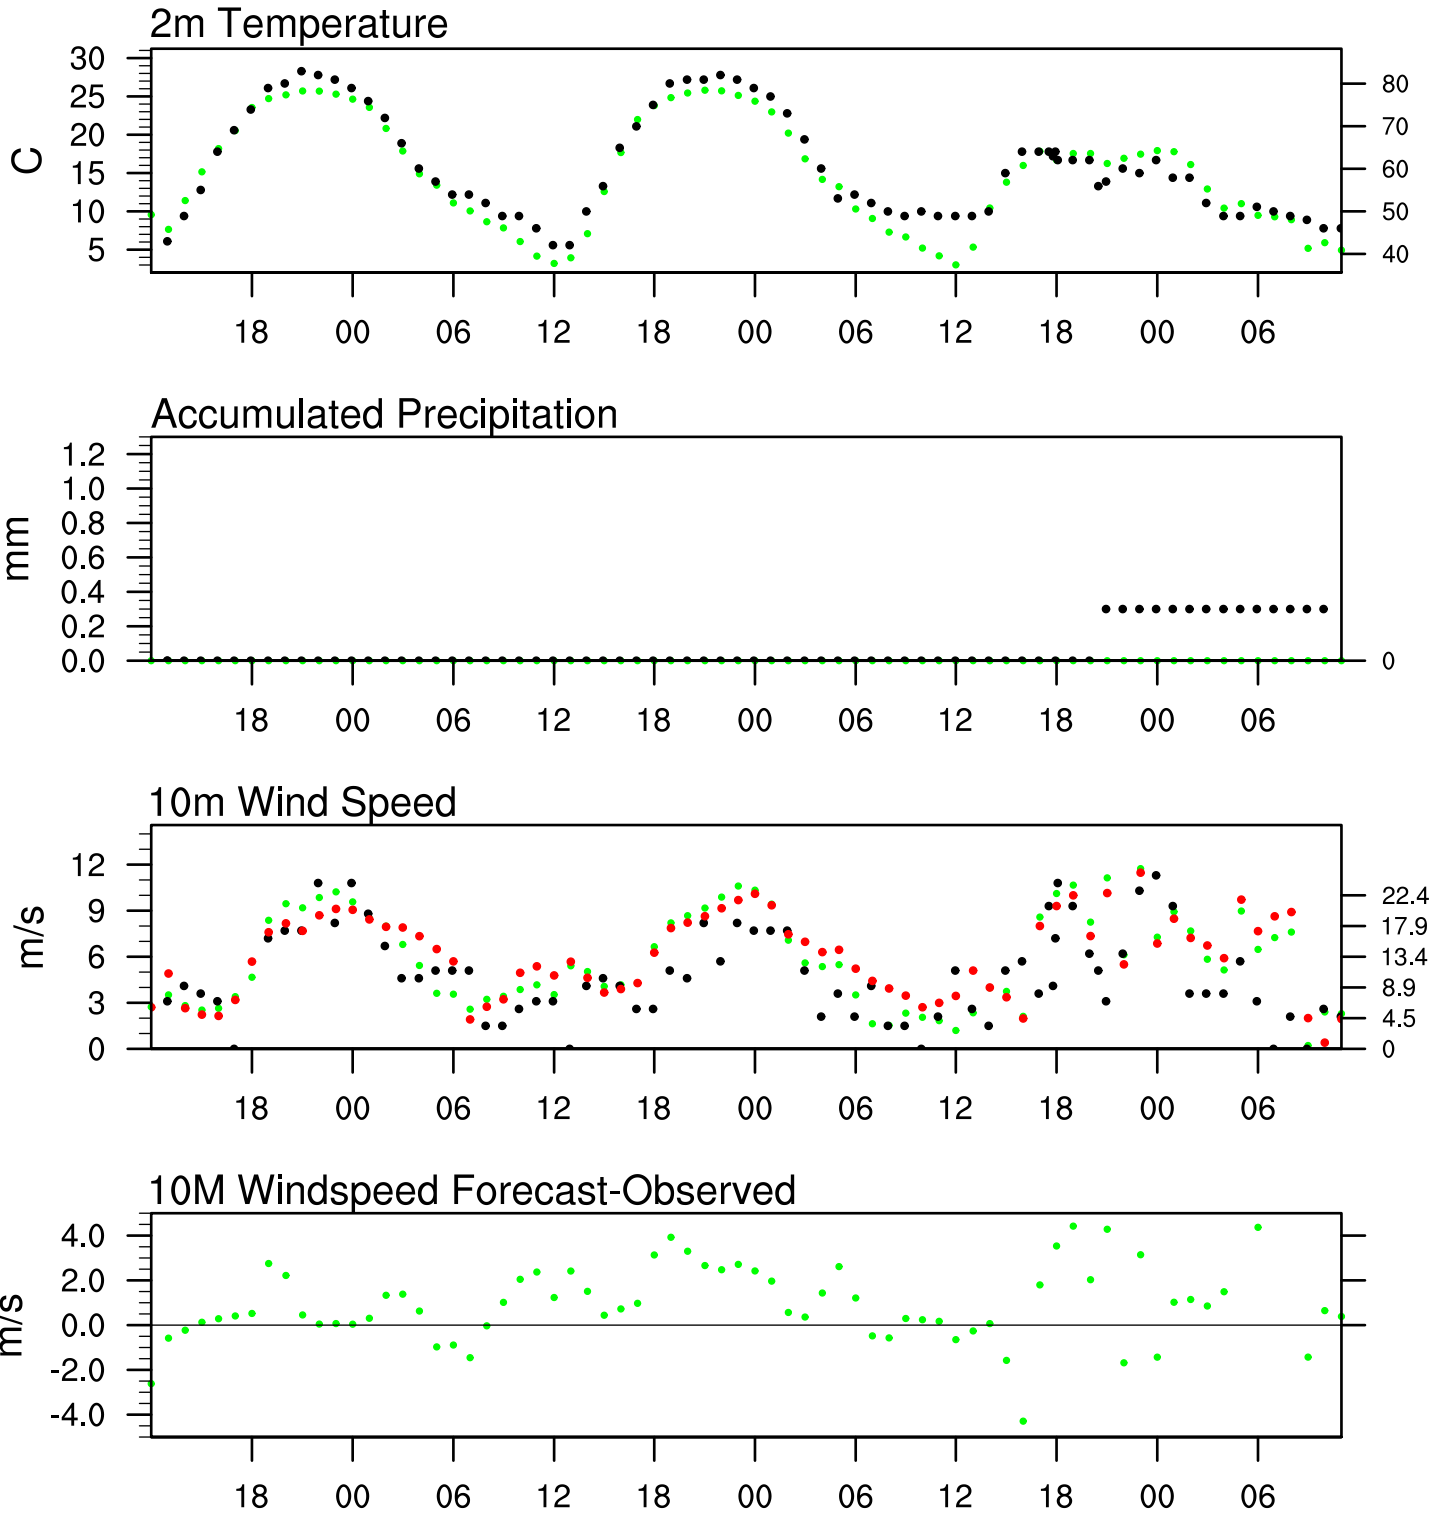 2m Temperature
30
25
20
15
10
5
C
80
70
60
50
40
18 00 06 12 18 06 12 18 00 06
Accumulated Precipitation
1.2
1.0
0.8
0.6
0.4
0.2
0.0
mm
0
18 00 06 12 18 00 06 12 18 00 06
10m Wind Speed
12
9
6
3
0
m/s
22.4
17.9
13.4
8.9
4.5
0
18 00 06 12 18 00 06 12 18 00 06
10M Windspeed Forecast-Observed
4.0
2.0
0.0
-2.0
-4.0
m/s
18 00 06 12 18 00 06 12 18 00 06